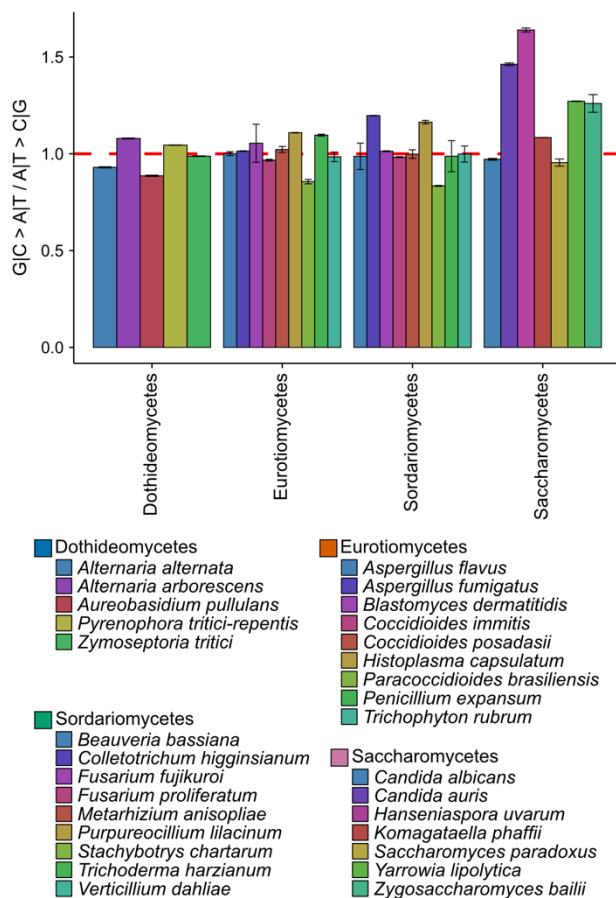 G|C > A|T / A|T > C|G
1.5
1.0
0.5
0.0
Dothideomycetes
Eurotiomycetes
Sordariomycetes
Saccharomycetes
Dothideomycetes
Alternaria alternata
Alternaria arborescens
Aureobasidium pullulans
Pyrenophora tritici-repentis
Zymoseptoria tritici
Eurotiomycetes
Aspergillus flavus
Aspergillus fumigatus
Blastomyces dermatitidis
Coccidioides immitis
Coccidioides posadasii
Histoplasma capsulatum
Paracoccidioides brasiliensis
Penicillium expansum
Trichophyton rubrum
Sordariomycetes
Beauveria bassiana
Colletotrichum higginsianum
Fusarium fujikuroi
Fusarium proliferatum
Metarhizium anisopliae
Purpureocillium lilacinum
Stachybotrys chartarum
Trichoderma harzianum
Verticillium dahliae
Saccharomycetes
Candida albicans
Candida auris
Hanseniaspora uvarum
Komagataella phaffii
Saccharomyces paradoxus
Yarrowia lipolytica
Zygosaccharomyces bailii